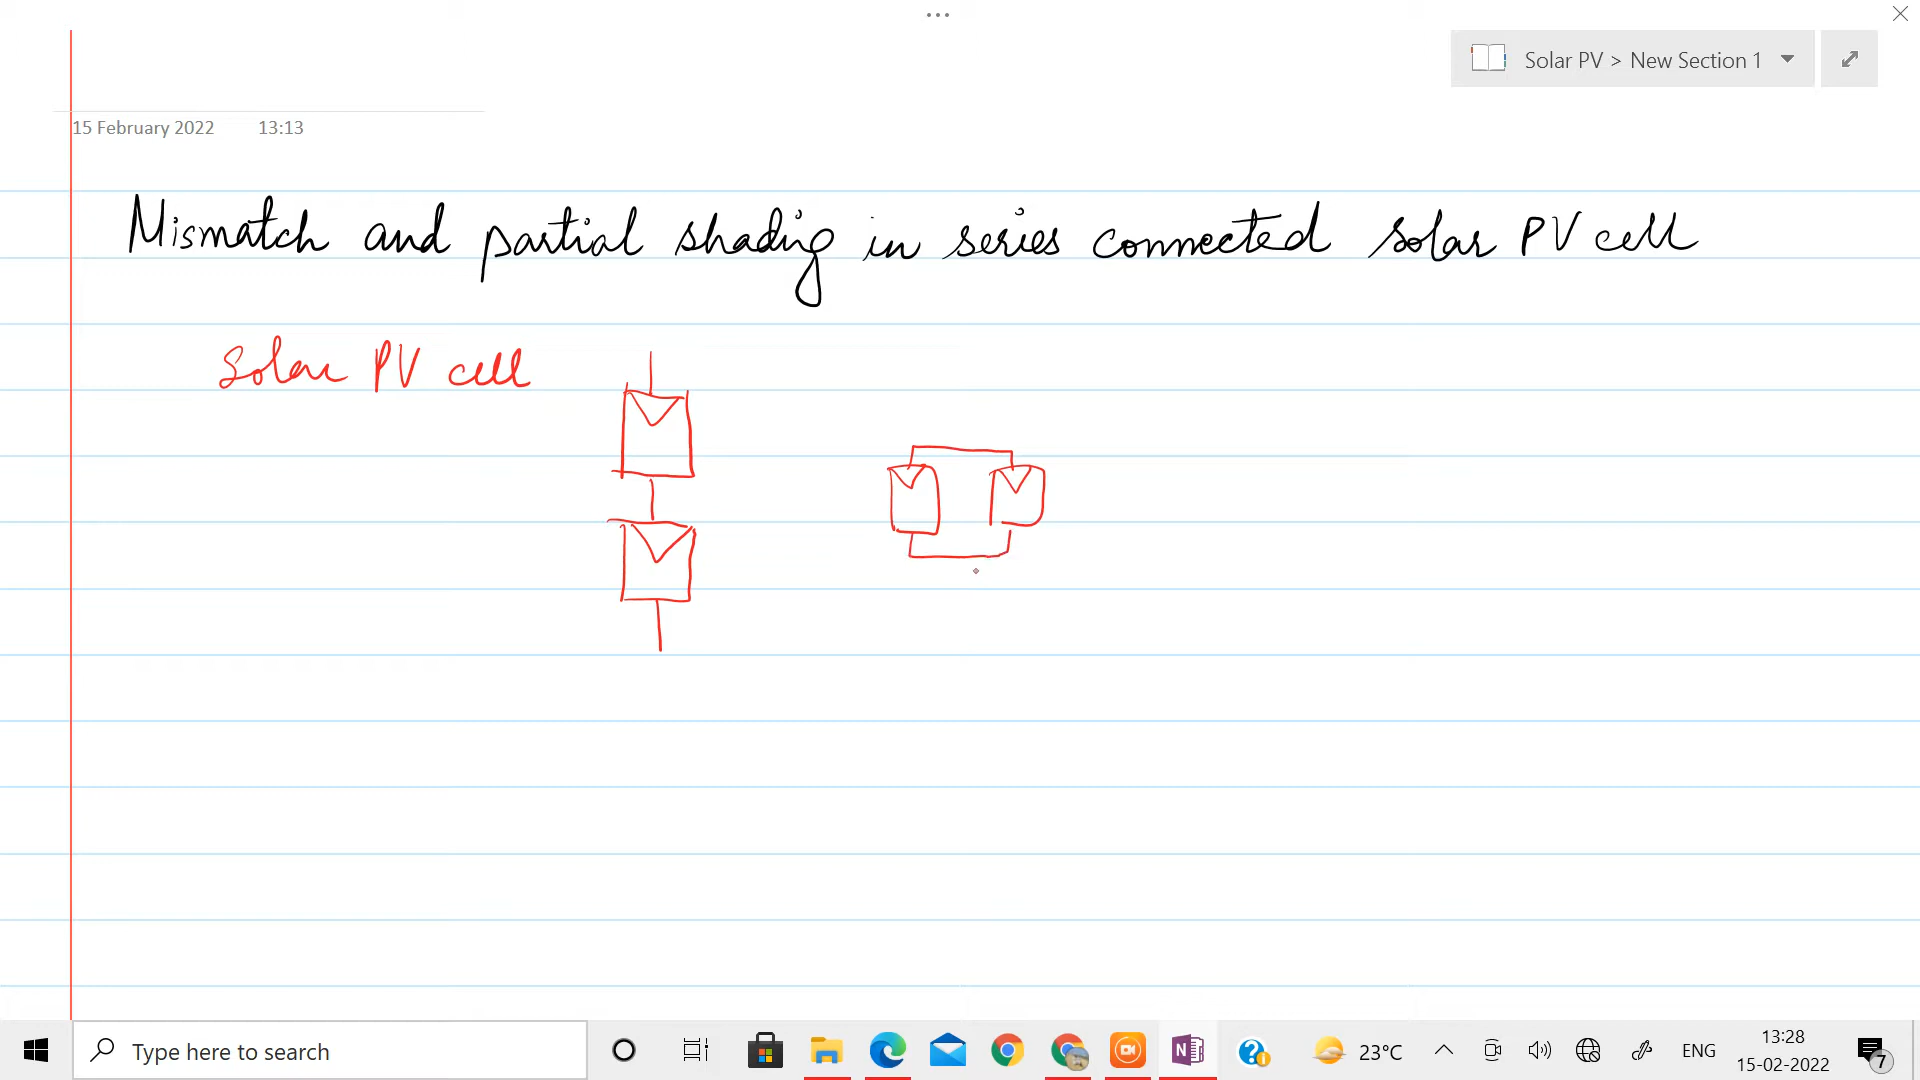 Solar PV > New Section 1
15 February 2022 13:13
Mismatch and partial shading in series connected solar PV cell
Solar PV cell
Type here to search
N
23°C
ENG
13:28
15-02-2022
7